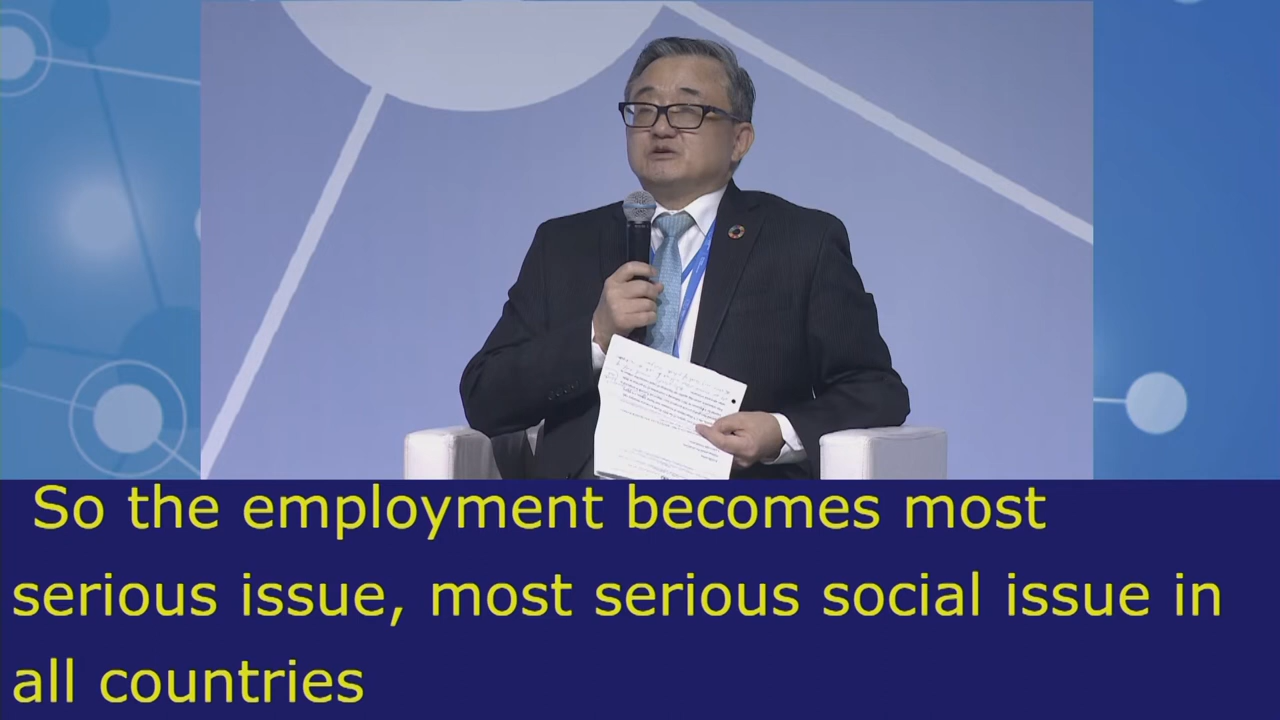 So the employment becomes most
serious issue, most serious social issue in
all countries